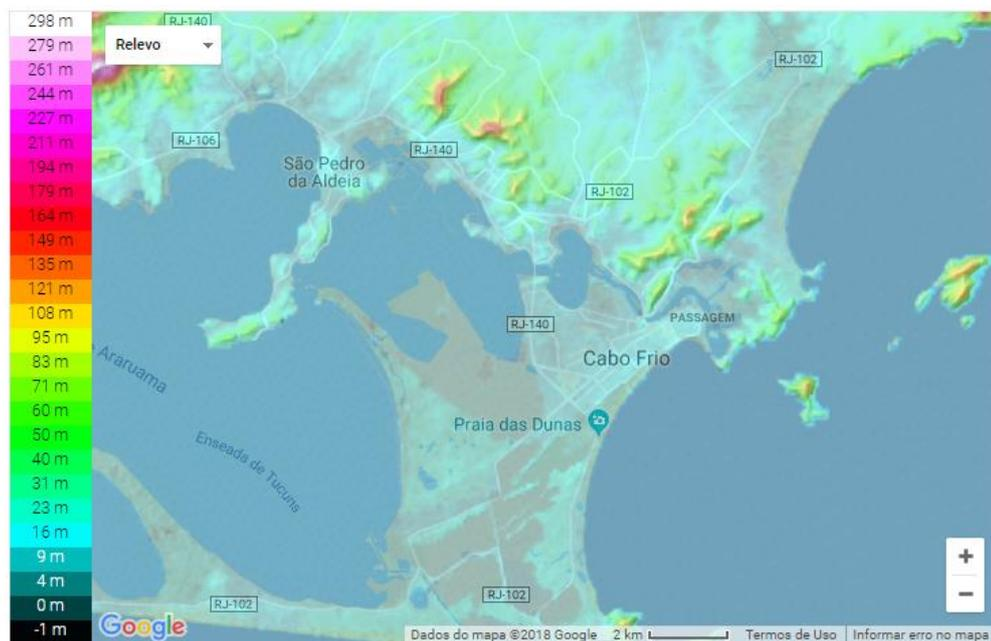 298 m
279 m
261 m
244 m
227 m
211 m
194 m
179 m
164 m
149 m
135 m
121 m
108 m
95 m
83 m
71 m
60 m
50 m
40 m
31 m
23 m
16 m
9 m
4 m
0 m
-1 m
RJ-140
Relevo
RJ-102
RJ-106
RJ-140
São Pedro
da Aldeia
RJ-102
PASSAGEM
RJ-140
Cabo Frio
Araruama
Praia das Dunas
Enseada de Tucuns
RJ-102
RJ-102
+
−
Google
Dados do mapa ©2018 Google
2 km
Termos de Uso
Informar erro no mapa